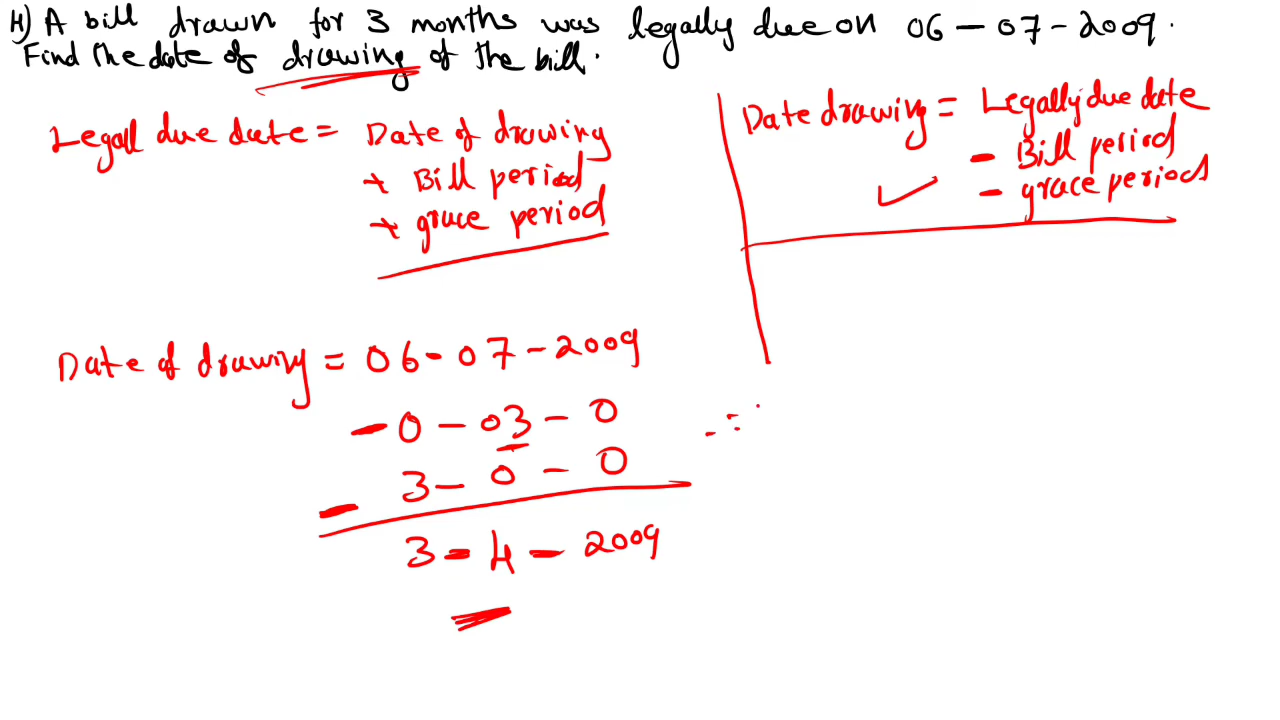 4) A bill drawn for 3 months was legally due on 06 - 07 - 2009.
Find the date of drawing of the bill.
Legall due date = Date of drawing
+ Bill period
+ grace period
Date drawing = Legally due date
- Bill period
- grace period
Date of drawing = 06 - 07 - 2009
- 0 - 03 - 0
- 3 - 0 - 0
3 - 4 - 2009